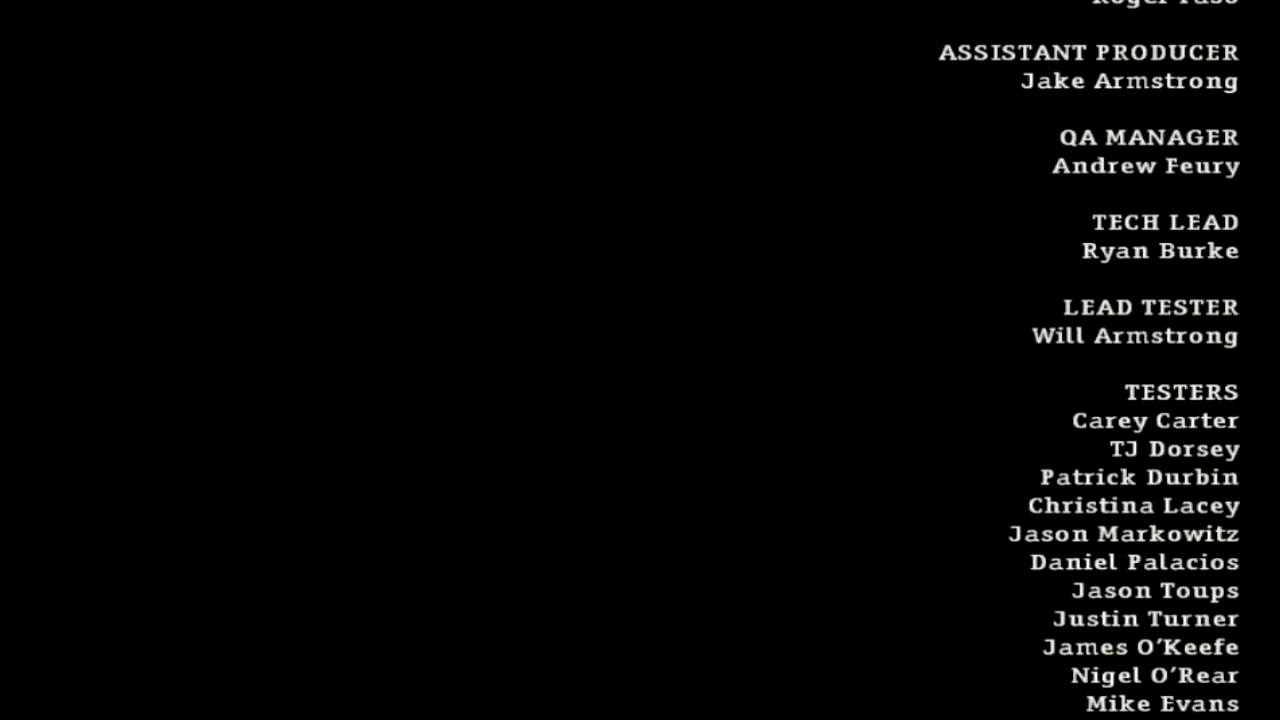 ASSISTANT PRODUCER
Jake Armstrong
QA MANAGER
Andrew Feury
TECH LEAD
Ryan Burke
LEAD TESTER
Will Armstrong
TESTERS
Carey Carter
TJ Dorsey
Patrick Durbin
Christina Lacey
Jason Markowitz
Daniel Palacios
Jason Toups
Justin Turner
James O’Keefe
Nigel O’Rear
Mike Evans